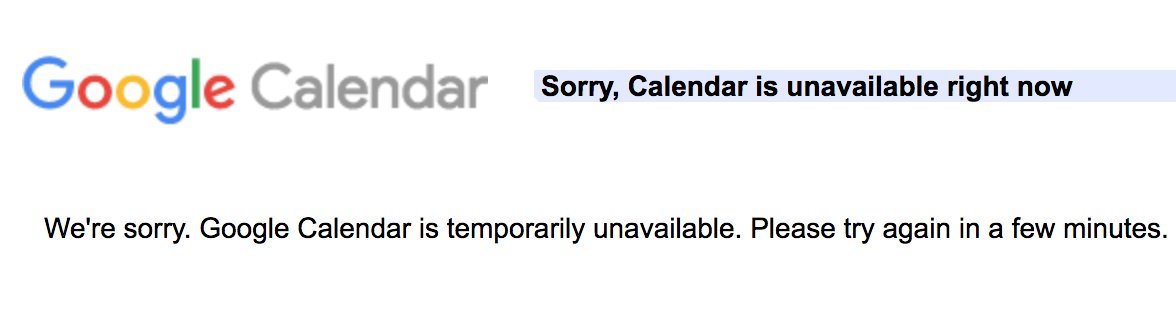 Google Calendar Sorry, Calendar is unavailable right now
We're sorry. Google Calendar is temporarily unavailable. Please try again in a few minutes.